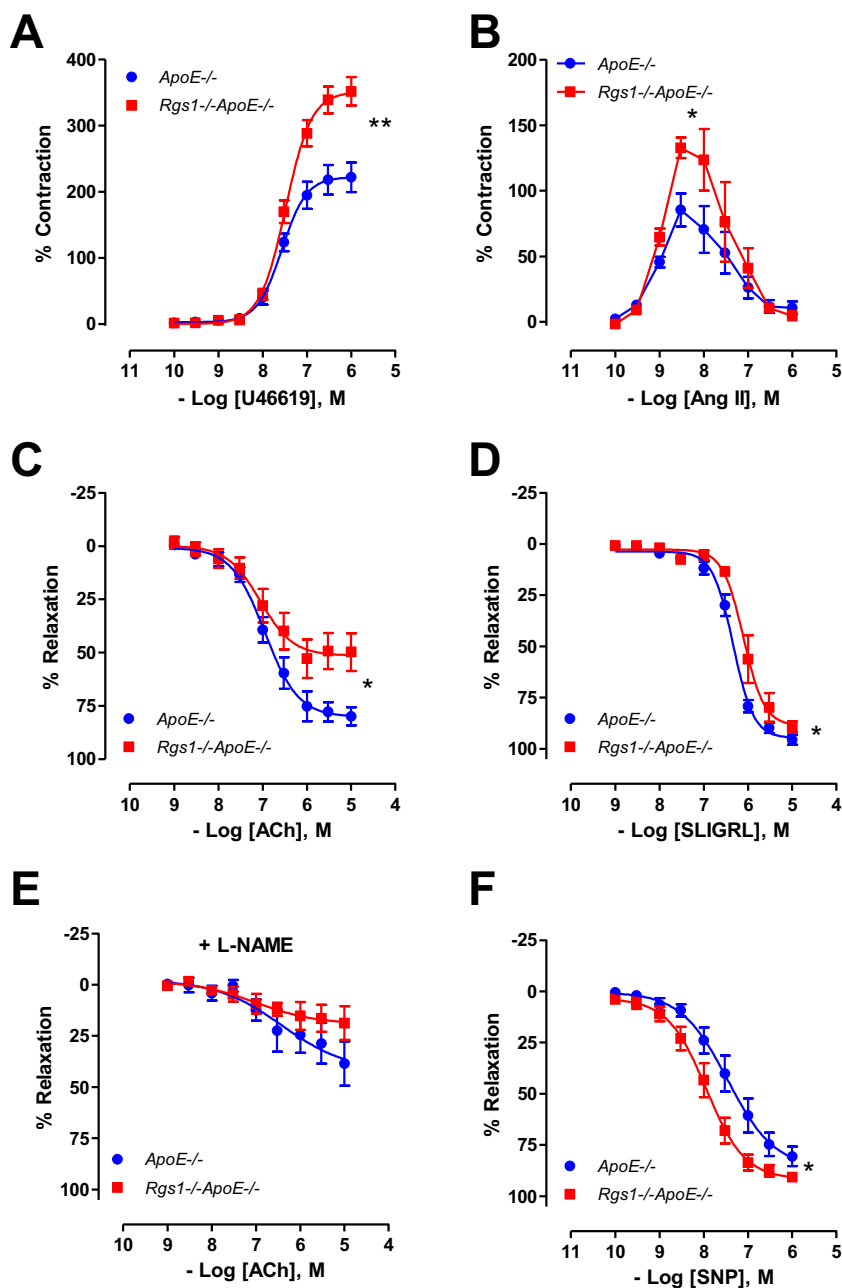 A
ApoE-/-
Rgs1-/-ApoE-/-
400
300
200
100
0
% Contraction
**
11 10 9 8 7 6 5
- Log [U46619], M
B
ApoE-/-
Rgs1-/-ApoE-/-
200
150
100
50
0
% Contraction
*
11 10 9 8 7 6 5
- Log [Ang II], M
C
-25
0
25
50
75
100
% Relaxation
*
ApoE-/-
Rgs1-/-ApoE-/-
10 9 8 7 6 5 4
- Log [ACh], M
D
-25
0
25
50
75
100
% Relaxation
ApoE-/-
Rgs1-/-ApoE-/-
*
10 9 8 7 6 5 4
- Log [SLIGRL], M
E
+ L-NAME
-25
0
25
50
75
100
% Relaxation
ApoE-/-
Rgs1-/-ApoE-/-
10 9 8 7 6 5 4
- Log [ACh], M
F
-25
0
25
50
75
100
% Relaxation
ApoE-/-
*
Rgs1-/-ApoE-/-
11 10 9 8 7 6 5
- Log [SNP], M